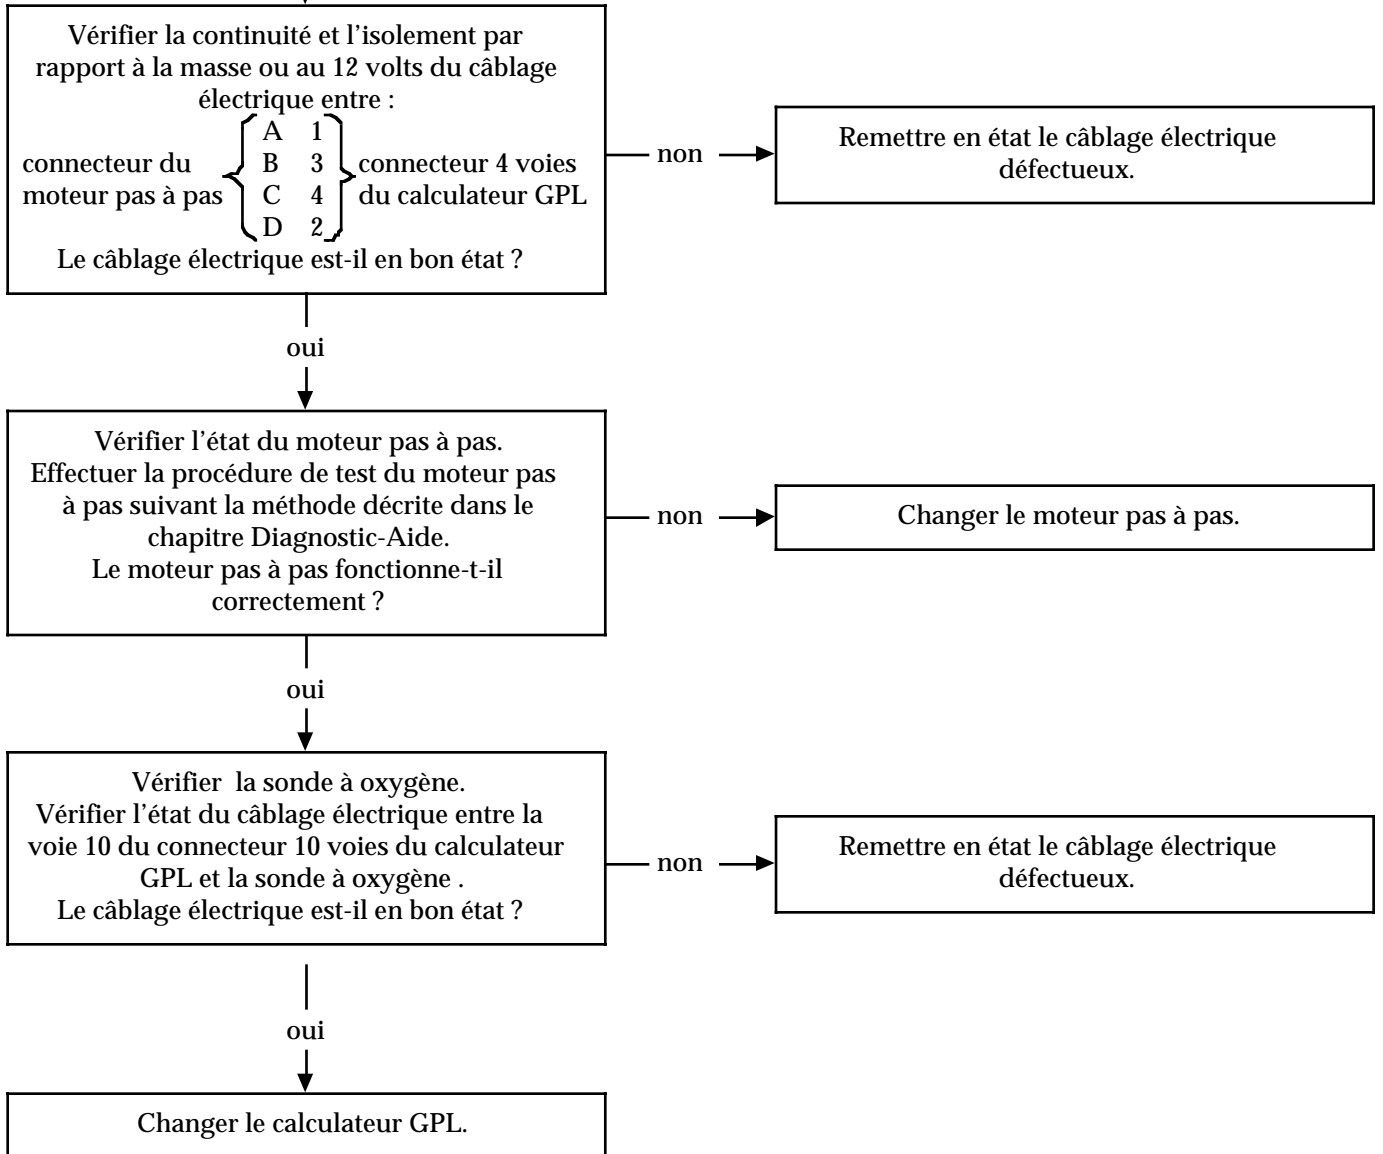 Vérifier la continuité et l'isolement par
rapport à la masse ou au 12 volts du câblage
électrique entre :
connecteur du
moteur pas à pas
A 1
B 3
C 4
D 2
connecteur 4 voies
du calculateur GPL
Le câblage électrique est-il en bon état ?
non
Remettre en état le câblage électrique
défectueux.
oui
Vérifier l'état du moteur pas à pas.
Effectuer la procédure de test du moteur pas
à pas suivant la méthode décrite dans le
chapitre Diagnostic-Aide.
Le moteur pas à pas fonctionne-t-il
correctement ?
non
Changer le moteur pas à pas.
oui
Vérifier la sonde à oxygène.
Vérifier l'état du câblage électrique entre la
voie 10 du connecteur 10 voies du calculateur
GPL et la sonde à oxygène .
Le câblage électrique est-il en bon état ?
non
Remettre en état le câblage électrique
défectueux.
oui
Changer le calculateur GPL.